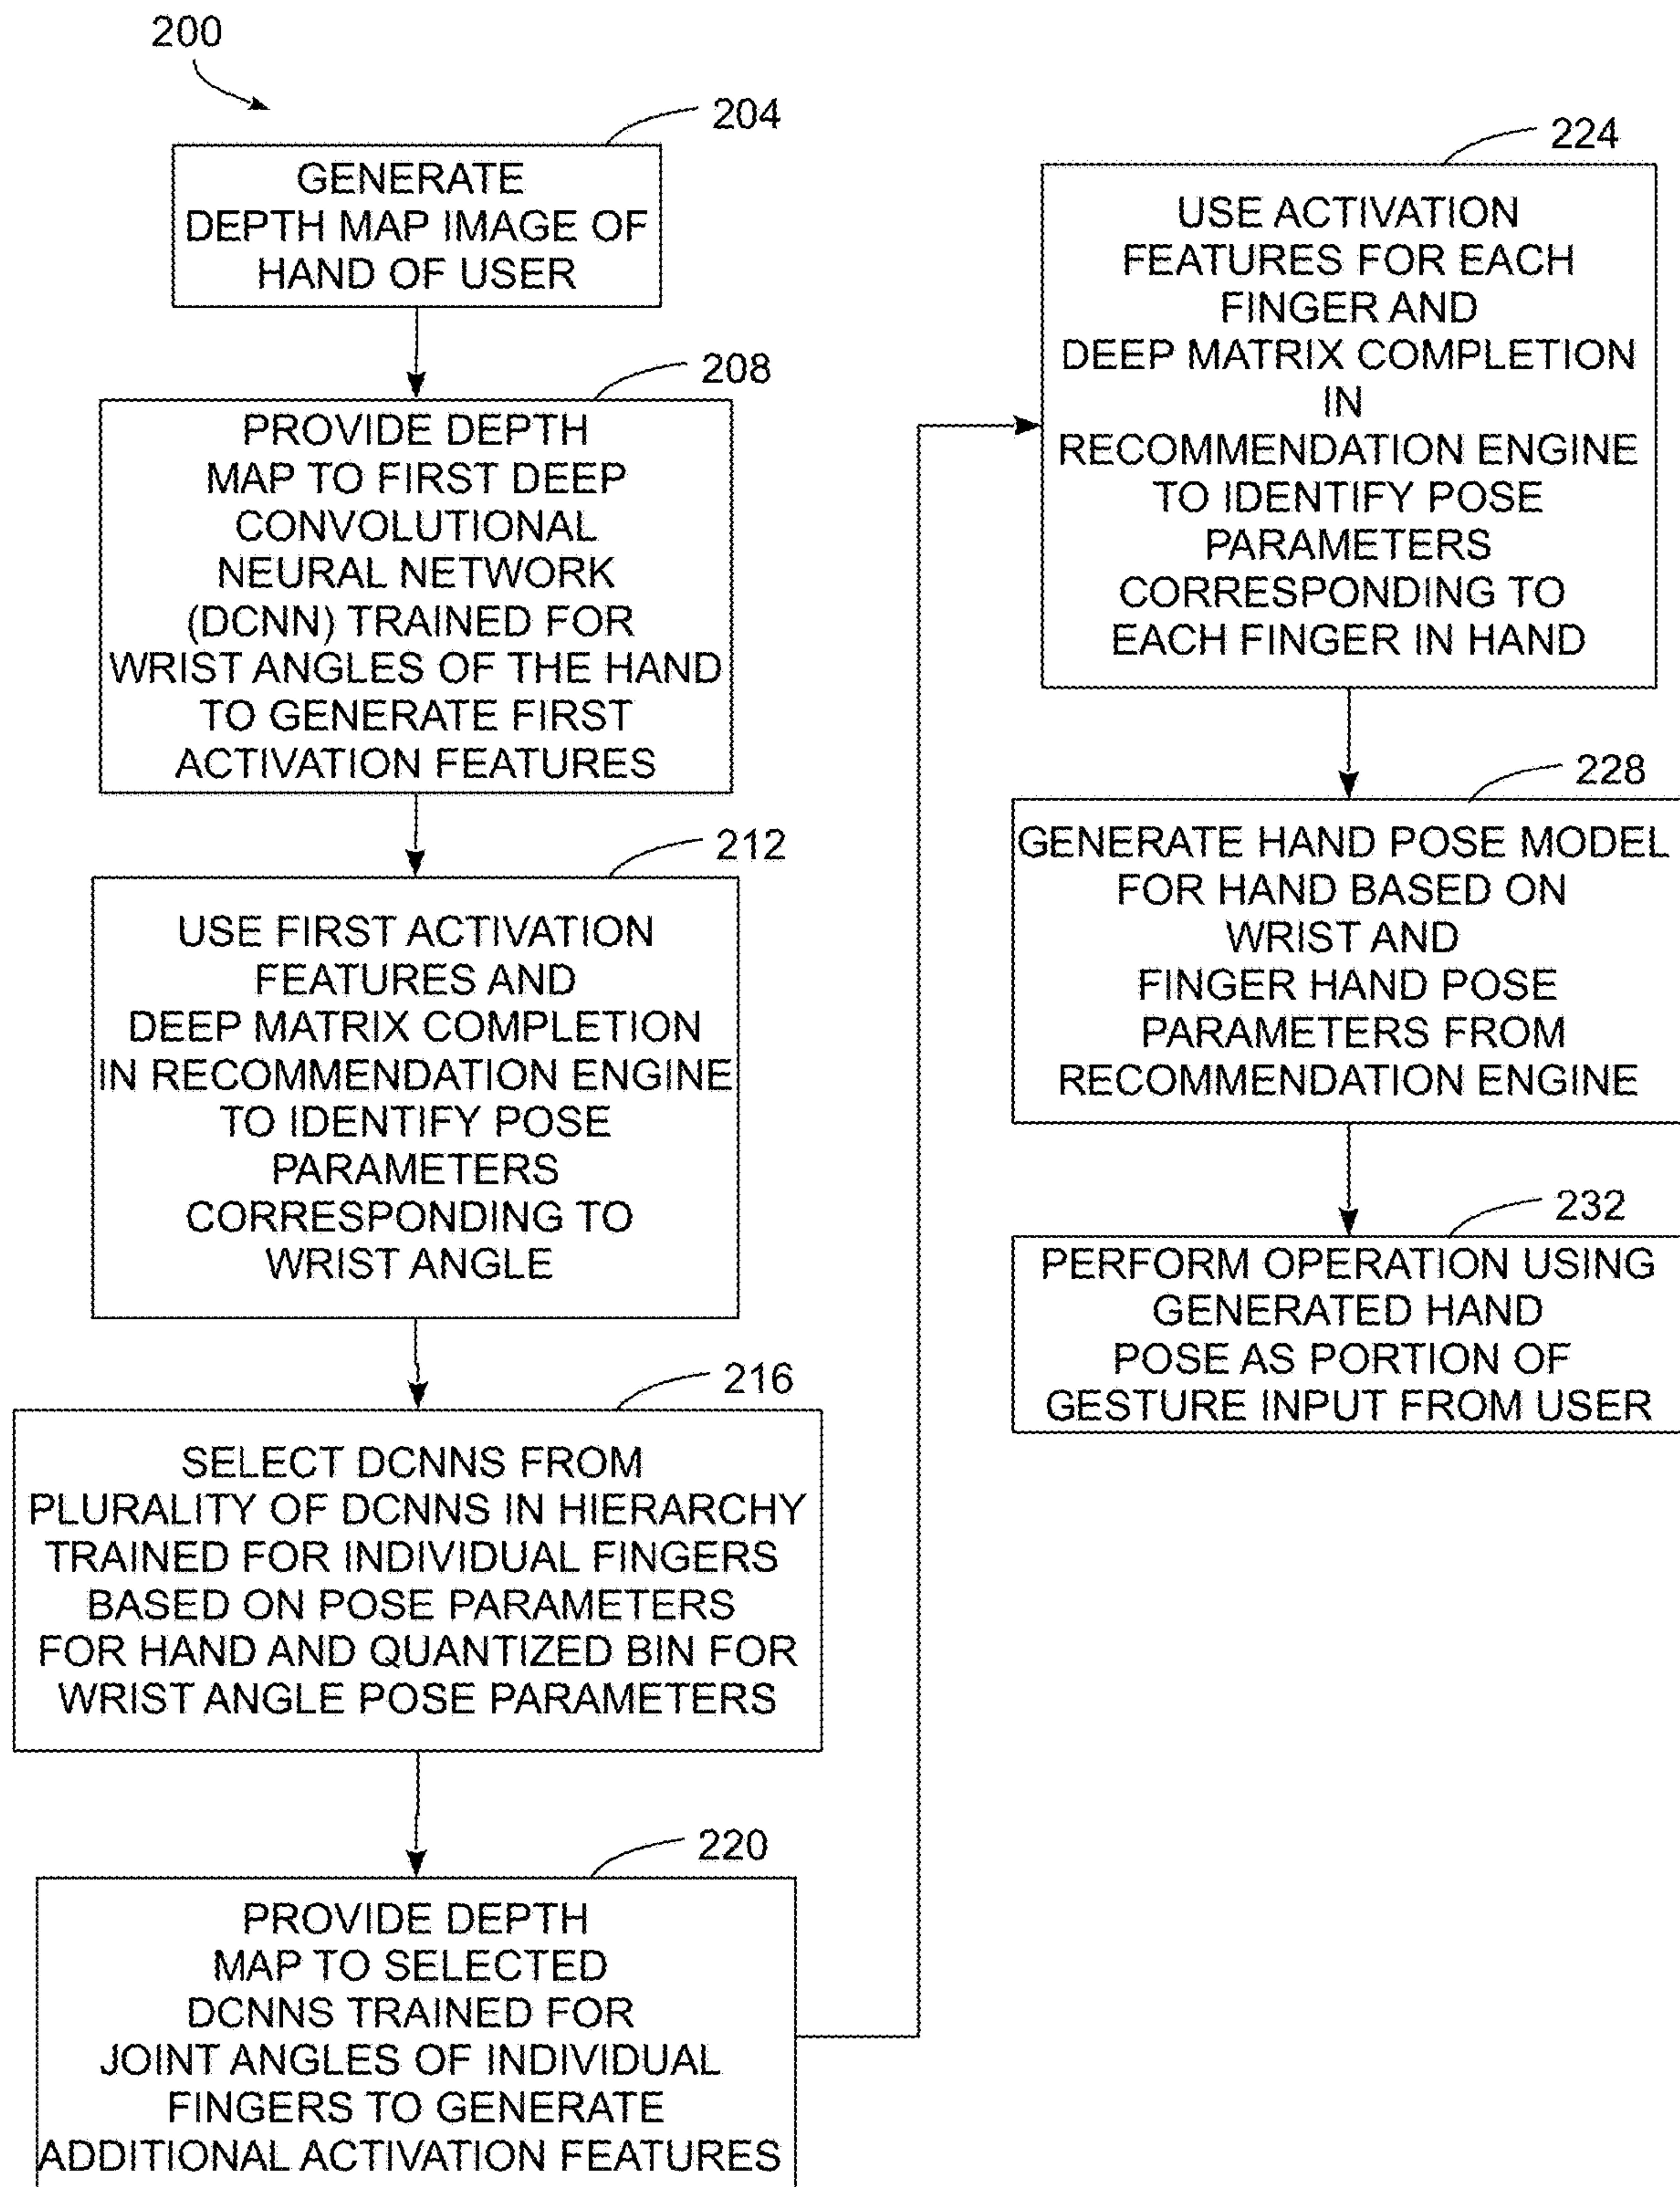 200
204
GENERATE
DEPTH MAP IMAGE OF
HAND OF USER
208
PROVIDE DEPTH
MAP TO FIRST DEEP
CONVOLUTIONAL
NEURAL NETWORK
(DCNN) TRAINED FOR
WRIST ANGLES OF THE HAND
TO GENERATE FIRST
ACTIVATION FEATURES
212
USE FIRST ACTIVATION
FEATURES AND
DEEP MATRIX COMPLETION
IN RECOMMENDATION ENGINE
TO IDENTIFY POSE
PARAMETERS
CORRESPONDING TO
WRIST ANGLE
216
SELECT DCNNS FROM
PLURALITY OF DCNNS IN HIERARCHY
TRAINED FOR INDIVIDUAL FINGERS
BASED ON POSE PARAMETERS
FOR HAND AND QUANTIZED BIN FOR
WRIST ANGLE POSE PARAMETERS
220
PROVIDE DEPTH
MAP TO SELECTED
DCNNS TRAINED FOR
JOINT ANGLES OF INDIVIDUAL
FINGERS TO GENERATE
ADDITIONAL ACTIVATION FEATURES
224
USE ACTIVATION
FEATURES FOR EACH
FINGER AND
DEEP MATRIX COMPLETION
IN
RECOMMENDATION ENGINE
TO IDENTIFY POSE
PARAMETERS
CORRESPONDING TO
EACH FINGER IN HAND
228
GENERATE HAND POSE MODEL
FOR HAND BASED ON
WRIST AND
FINGER HAND POSE
PARAMETERS FROM
RECOMMENDATION ENGINE
232
PERFORM OPERATION USING
GENERATED HAND
POSE AS PORTION OF
GESTURE INPUT FROM USER